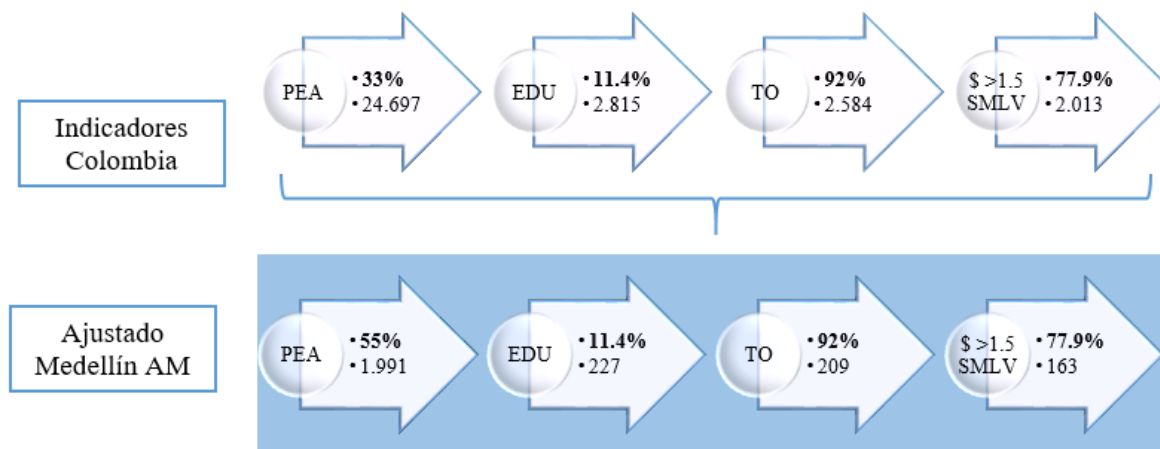 Indicadores
Colombia
PEA
• 33%
• 24.697
EDU
• 11.4%
• 2.815
TO
• 92%
• 2.584
$ >1.5
SMLV
• 77.9%
• 2.013
Ajustado
Medellín AM
PEA
• 55%
• 1.991
EDU
• 11.4%
• 227
TO
• 92%
• 209
$ >1.5
SMLV
• 77.9%
• 163